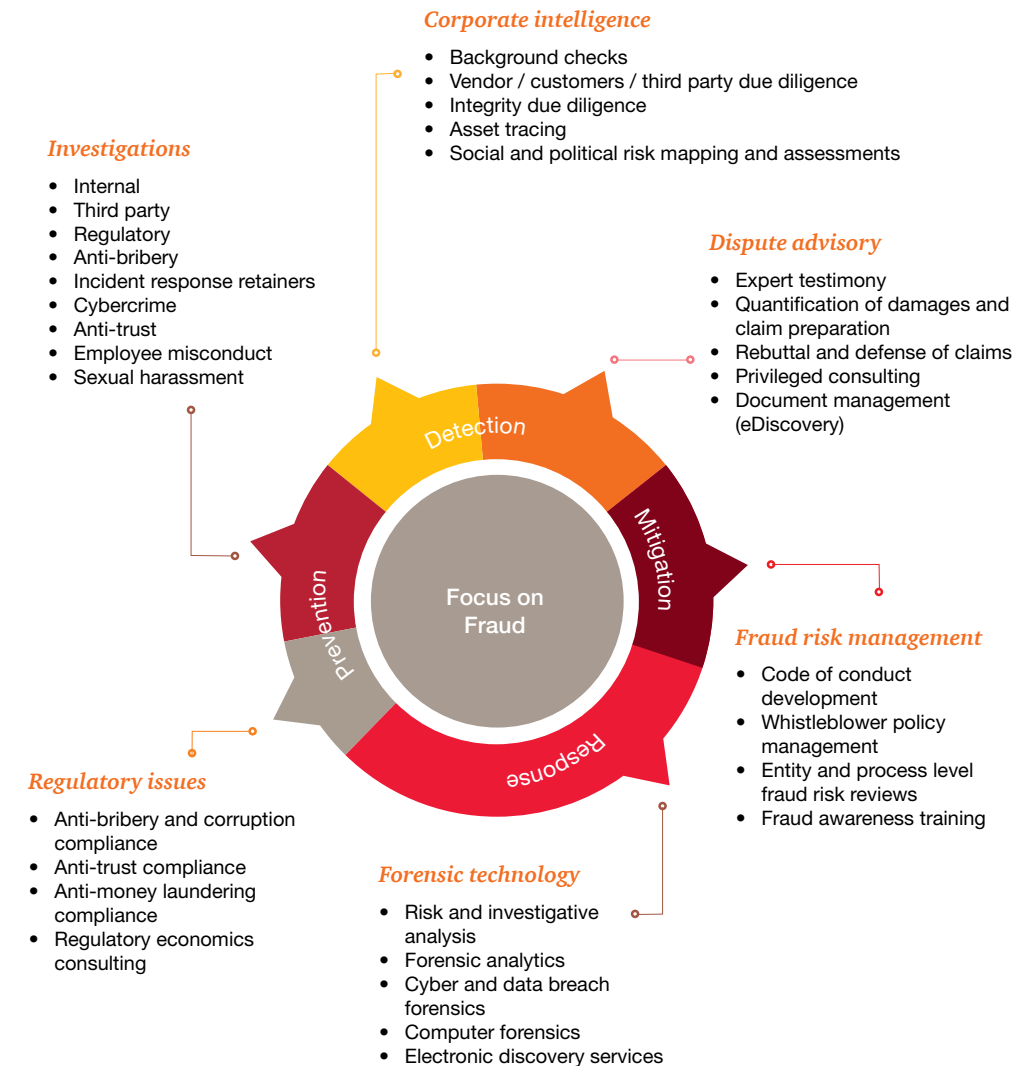 Corporate intelligence
• Background checks
• Vendor / customers / third party due diligence
• Integrity due diligence
• Asset tracing
• Social and political risk mapping and assessments
Investigations
• Internal
• Third party
• Regulatory
• Anti-bribery
• Incident response retainers
• Cybercrime
• Anti-trust
• Employee misconduct
• Sexual harassment
Dispute advisory
• Expert testimony
• Quantification of damages and
claim preparation
• Rebuttal and defense of claims
• Privileged consulting
• Document management
(eDiscovery)
Detection
Mitigation
Prevention
Focus on
Fraud
Response
Fraud risk management
• Code of conduct
development
• Whistleblower policy
management
• Entity and process level
fraud risk reviews
• Fraud awareness training
Regulatory issues
• Anti-bribery and corruption
compliance
• Anti-trust compliance
• Anti-money laundering
compliance
• Regulatory economics
consulting
Forensic technology
• Risk and investigative
analysis
• Forensic analytics
• Cyber and data breach
forensics
• Computer forensics
• Electronic discovery services